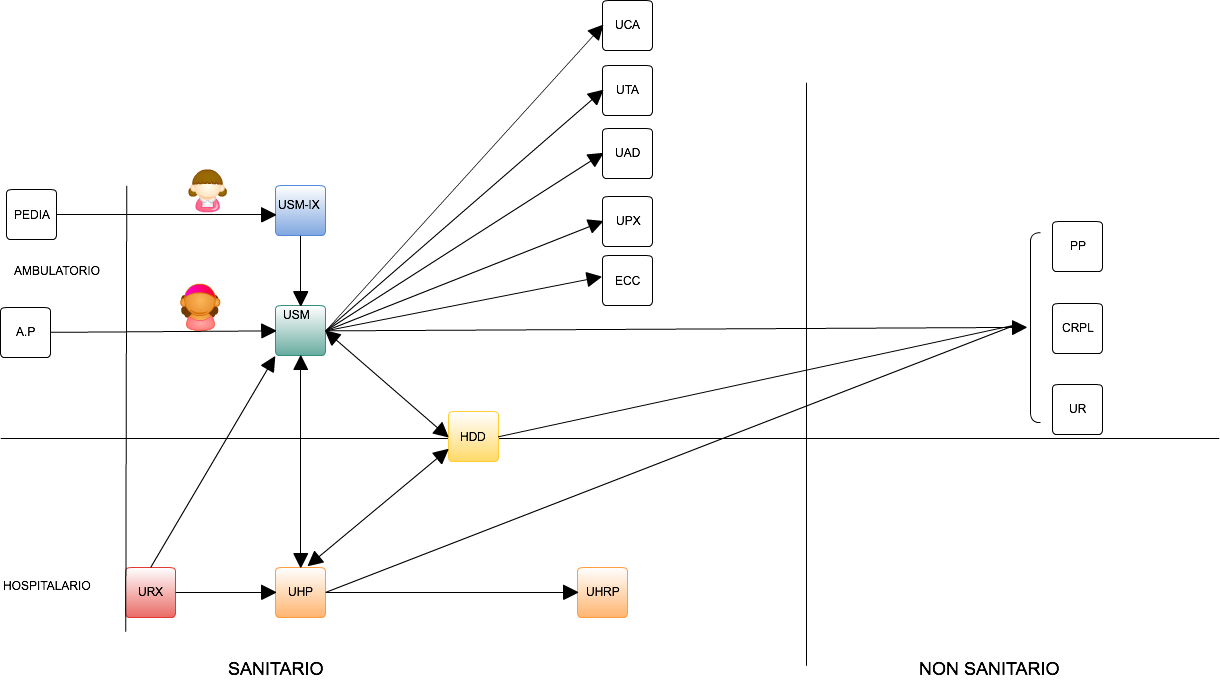 UCA
UTA
UAD
USM-IX
PEDIA
UPX
PP
AMBULATORIO
ECC
USM
A.P
CRPL
UR
HDD
HOSPITALARIO
URX
UHP
UHRP
SANITARIO
NON SANITARIO